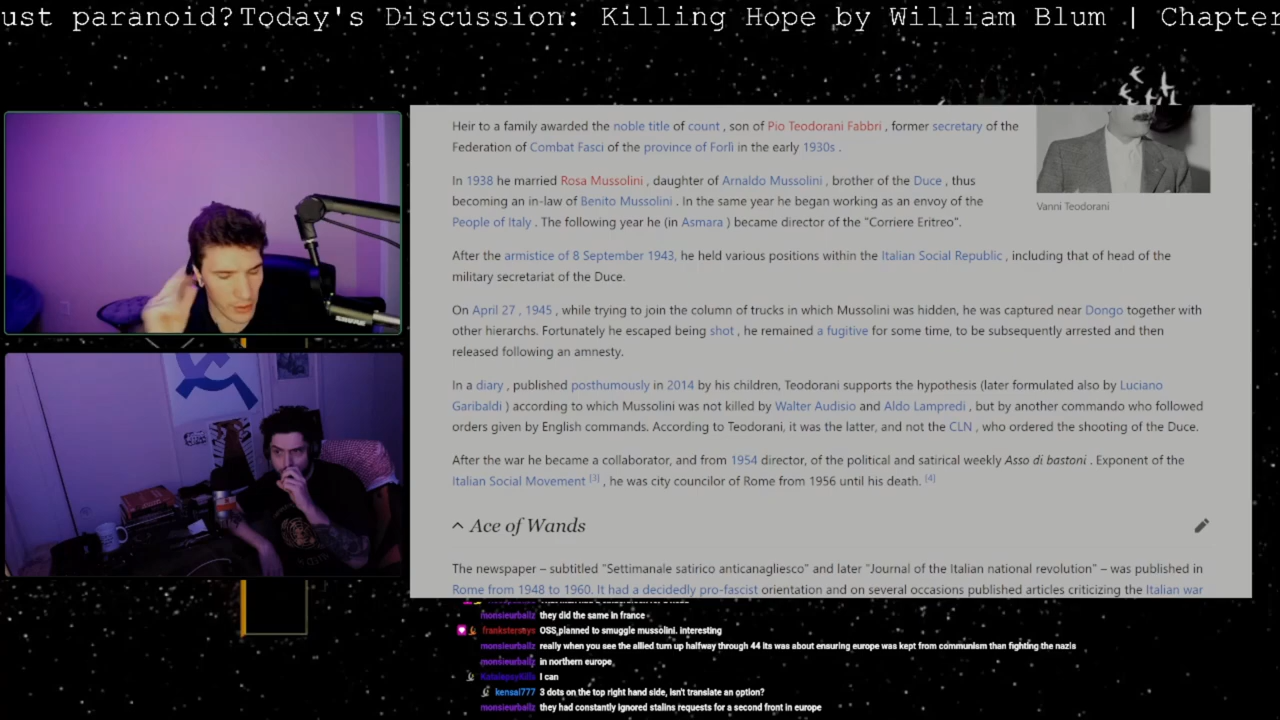 ust paranoid?Today's Discussion: Killing Hope by William Blum | Chapter
Heir to a family awarded the noble title of count , son of Pio Teodorani Fabbri , former secretary of the
Federation of Combat Fasci of the province of Forlì in the early 1930s .
In 1938 he married Rosa Mussolini , daughter of Arnaldo Mussolini , brother of the Duce , thus
becoming an in-law of Benito Mussolini . In the same year he began working as an envoy of the
People of Italy . The following year he (in Asmara ) became director of the "Corriere Eritreo".
Vanni Teodorani
After the armistice of 8 September 1943, he held various positions within the Italian Social Republic , including that of head of the
military secretariat of the Duce.
On April 27 , 1945 , while trying to join the column of trucks in which Mussolini was hidden, he was captured near Dongo together with
other hierarchs. Fortunately he escaped being shot , he remained a fugitive for some time, to be subsequently arrested and then
released following an amnesty.
In a diary , published posthumously in 2014 by his children, Teodorani supports the hypothesis (later formulated also by Luciano
Garibaldi ) according to which Mussolini was not killed by Walter Audisio and Aldo Lampredi , but by another commando who followed
orders given by English commands. According to Teodorani, it was the latter, and not the CLN , who ordered the shooting of the Duce.
After the war he became a collaborator, and from 1954 director, of the political and satirical weekly Asso di bastoni . Exponent of the
Italian Social Movement [3] , he was city councilor of Rome from 1956 until his death. [4]
Ace of Wands
The newspaper – subtitled "Settimanale satirico anticanagliesco" and later "Journal of the Italian national revolution" – was published in
Rome from 1948 to 1960. It had a decidedly pro-fascist orientation and on several occasions published articles criticizing the Italian war
monsieurballz they did the same in france
frankstersays OSS planned to smuggle mussolini. interesting
monsieurballz really when you see the allied turn up halfway through 44 its was about ensuring europe was kept from communism than fighting the nazis
monsieurballz in northern europe
I can
kensai777 3 dots on the top right hand side, isn't translate an option?
monsieurballz they had constantly ignored stalins requests for a second front in europe